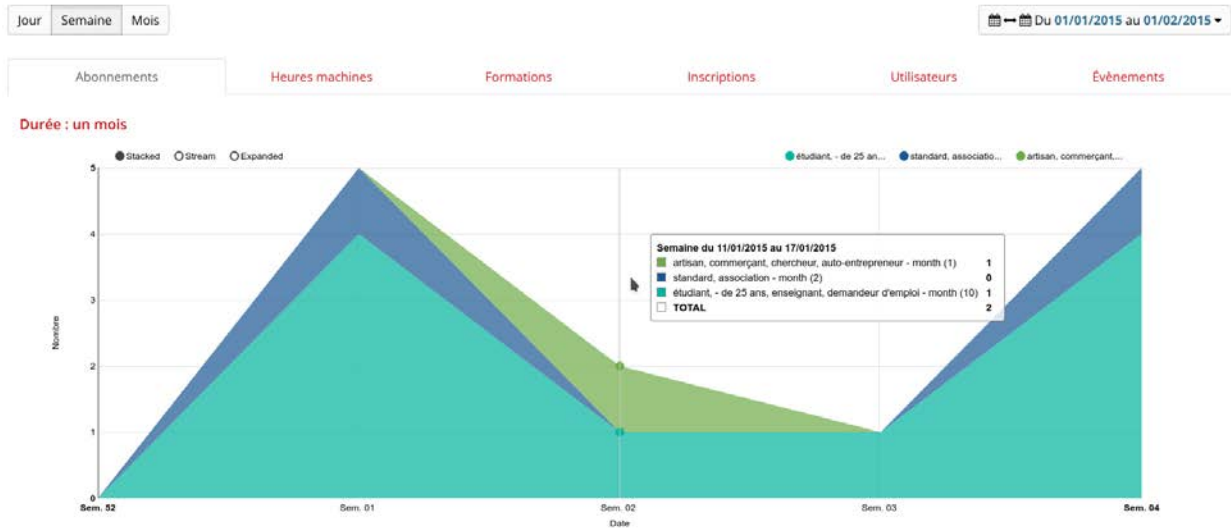 Jour Semaine Mois
Du 01/01/2015 au 01/02/2015
Abonnements Heures machines Formations Inscriptions Utilisateurs Évènements
Durée : un mois
Stacked Stream Expanded
étudiant, - de 25 an... standard, associatio... artisan, commerçant,...
5
4
3
2
1
0
Nombre
Semaine du 11/01/2015 au 17/01/2015
artisan, commerçant, chercheur, auto-entrepreneur - month (1) 1
standard, association - month (2) 0
étudiant, - de 25 ans, enseignant, demandeur d'emploi - month (10) 1
TOTAL 2
Sem. 52 Sem. 01 Sem. 02 Sem. 03 Sem. 04
Date